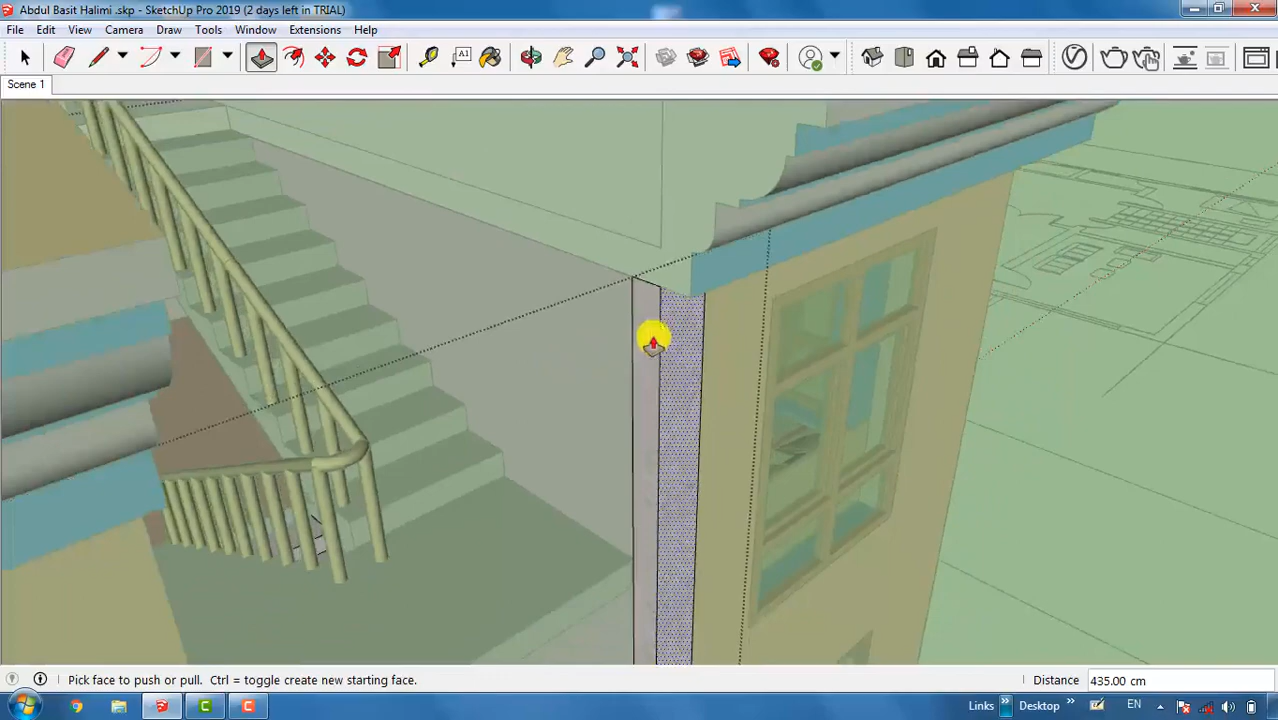 Abdul Basit Halimi .skp - SketchUp Pro 2019 (2 days left in TRIAL)
File Edit View Camera Draw Tools Window Extensions Help
A1
Scene 1
Pick face to push or pull. Ctrl = toggle create new starting face.
Distance 435.00 cm
Links Desktop EN